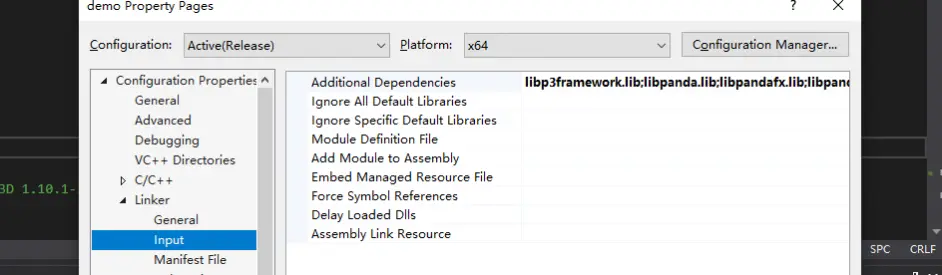 demo Property Pages
? ×
Configuration: Active(Release) Platform: x64 Configuration Manager...
Configuration Properties
General
Advanced
Debugging
VC++ Directories
C/C++
Linker
General
Input
Manifest File
Additional Dependencies libp3framework.lib;libpanda.lib;libpandafx.lib;libpand
Ignore All Default Libraries
Ignore Specific Default Libraries
Module Definition File
Add Module to Assembly
Embed Managed Resource File
Force Symbol References
Delay Loaded Dlls
Assembly Link Resource
3D 1.10.1-
SPC CRLF